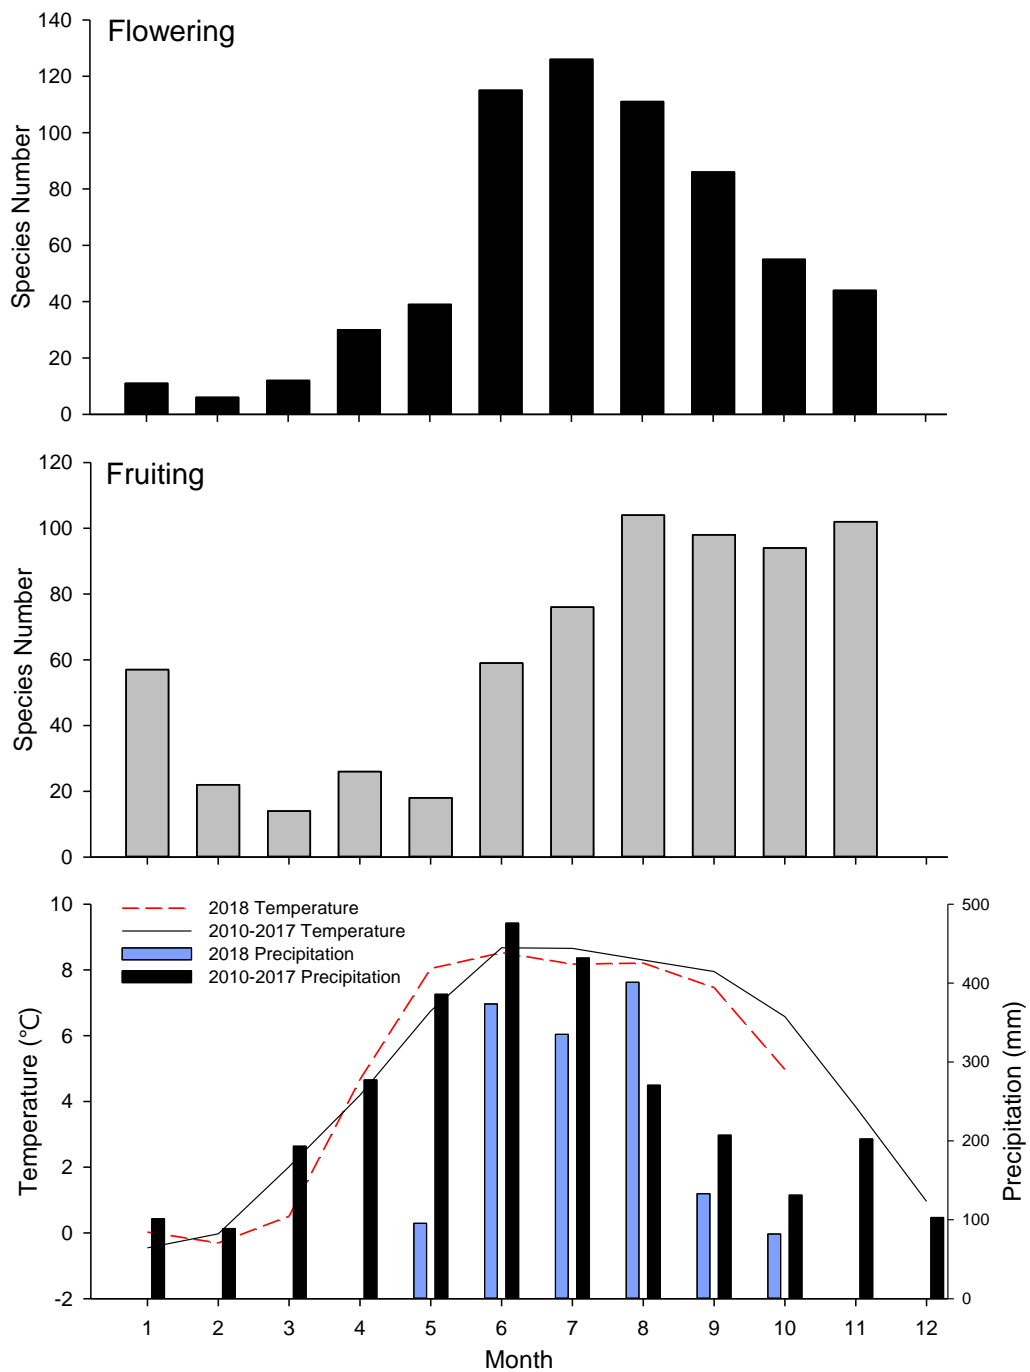 Flowering
140
120
100
80
60
40
20
0
Species Number
Fruiting
120
100
80
60
40
20
0
Species Number
2018 Temperature
2010-2017 Temperature
2018 Precipitation
2010-2017 Precipitation
10
8
6
4
2
0
-2
Temperature (℃)
500
400
300
200
100
0
Precipitation (mm)
1 2 3 4 5 6 7 8 9 10 11 12
Month